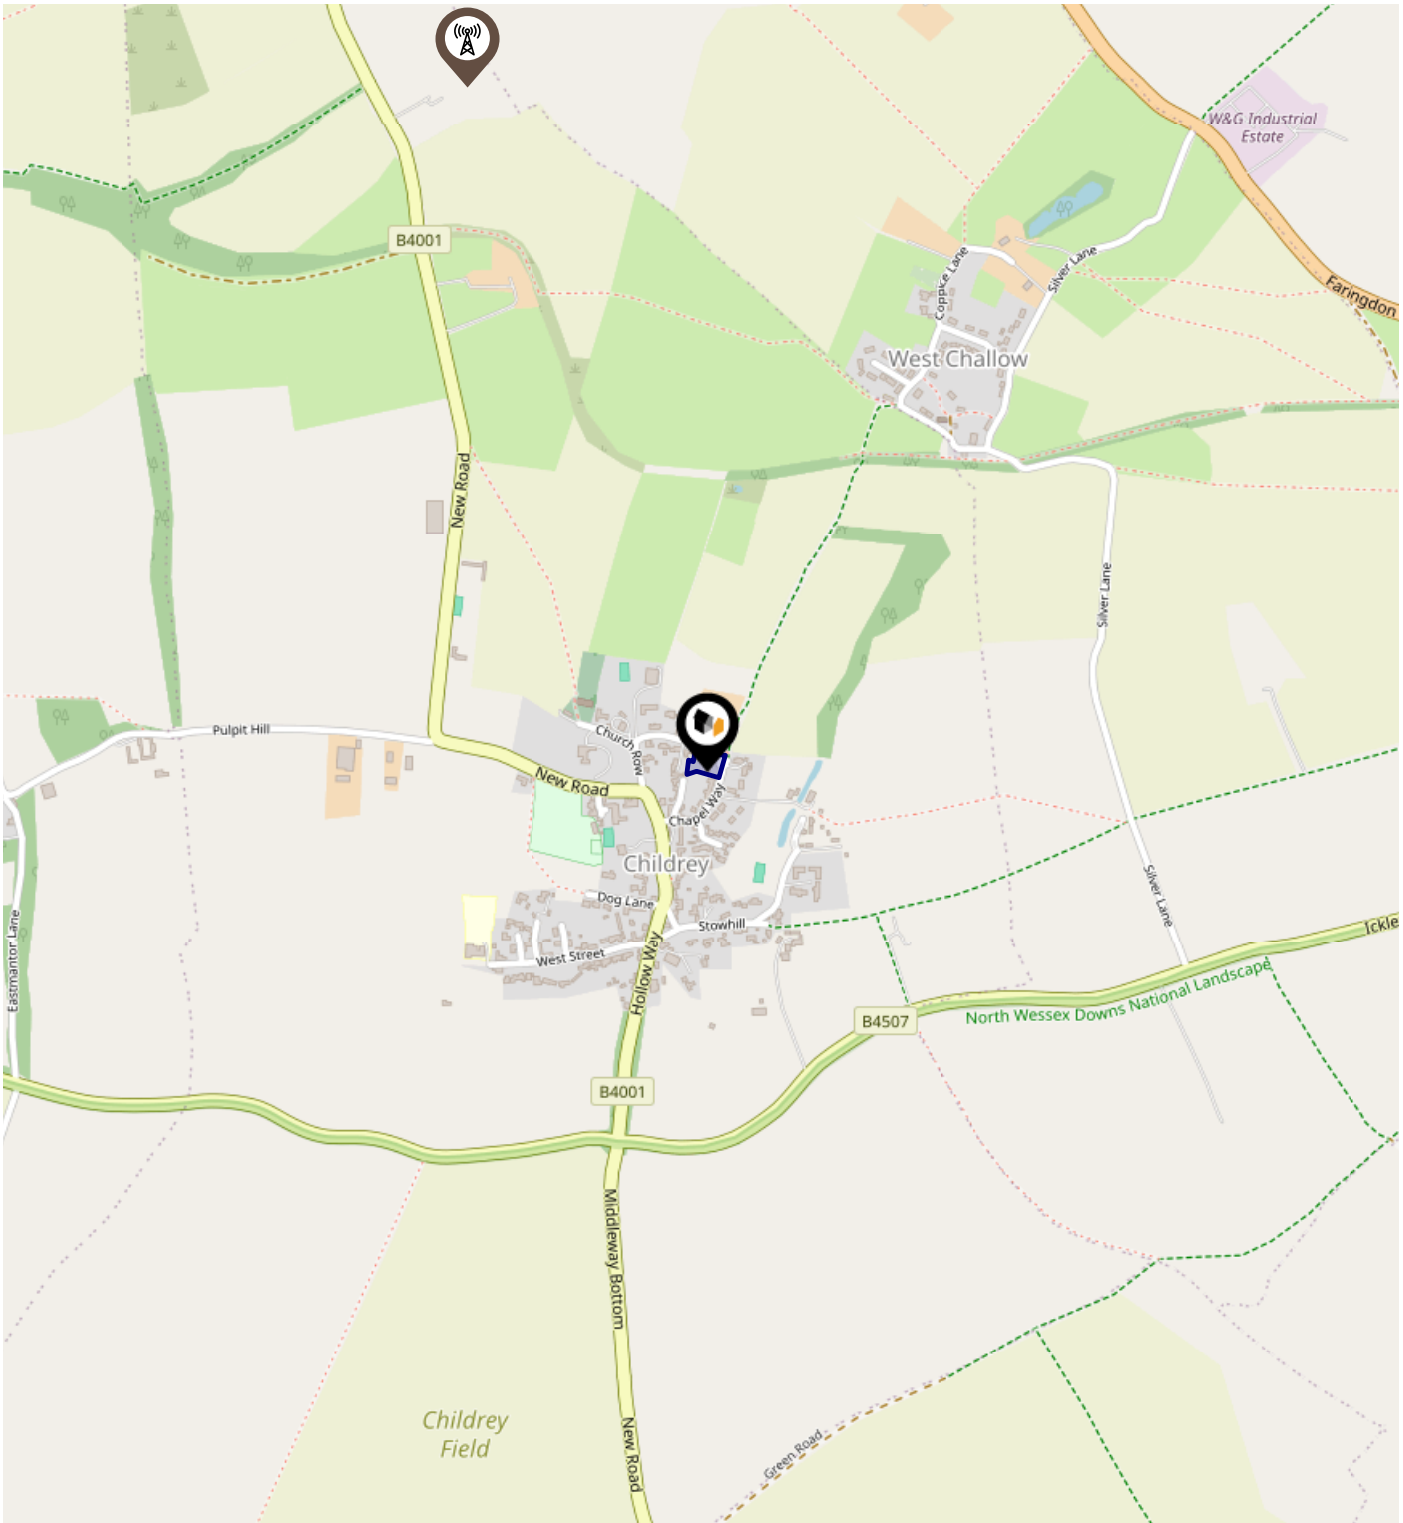 W&G Industrial
Estate
B4001
Coppice Lane
Silver Lane
Faringdon
West Challow
New Road
Silver Lane
Pulpit Hill
Church Row
New Road
Chapel Way
Childrey
Dog Lane
Stowhill
West Street
Hollow Way
Silver Lane
Eastmantor Lane
Ickle
North Wessex Downs National Landscape
B4507
B4001
Middleway Bottom
Childrey
Field
New Road
Green Road